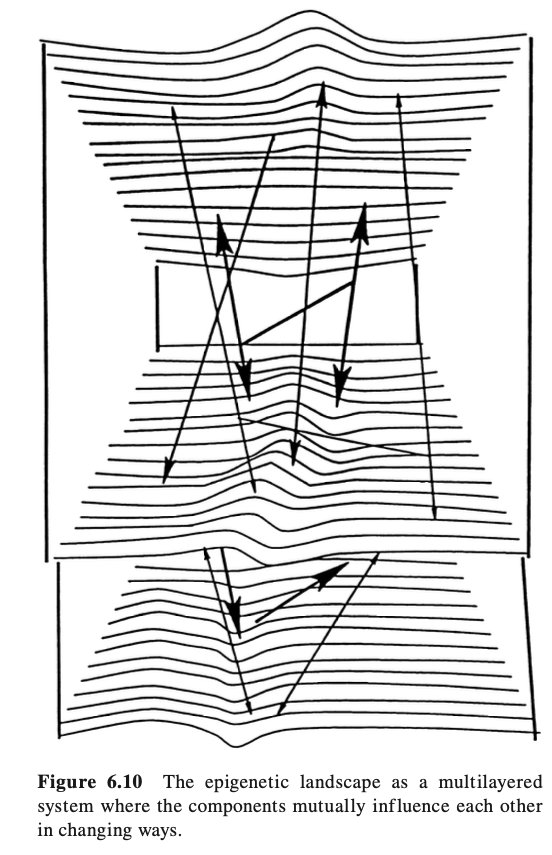 Figure 6.10 The epigenetic landscape as a multilayered
system where the components mutually influence each other
in changing ways.